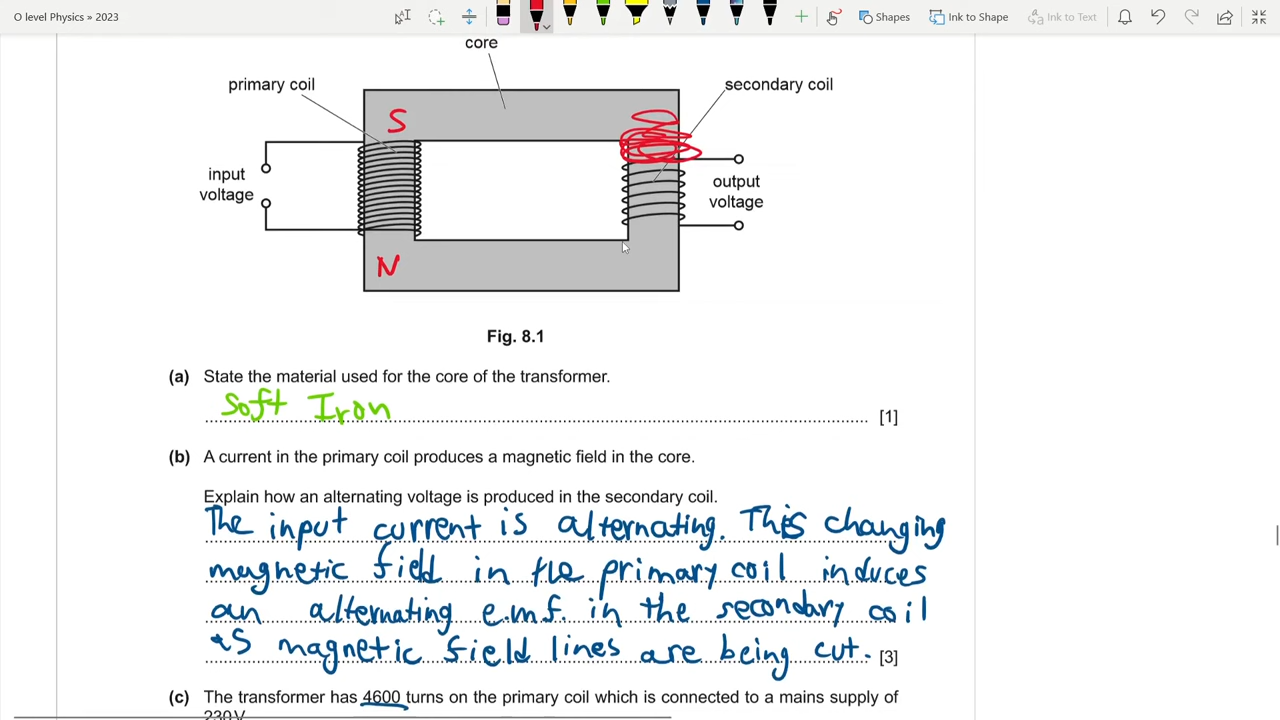 O level Physics » 2023
Shapes
Ink to Shape
Ink to Text
core
primary coil
secondary coil
S
input
voltage
output
voltage
N
Fig. 8.1
(a) State the material used for the core of the transformer.
Soft Iron
[1]
(b) A current in the primary coil produces a magnetic field in the core.
Explain how an alternating voltage is produced in the secondary coil.
The input current is alternating. This changing
magnetic field in the primary coil induces
an alternating e.m.f. in the secondary coil
as magnetic field lines are being cut. [3]
(c) The transformer has 4600 turns on the primary coil which is connected to a mains supply of
230 V